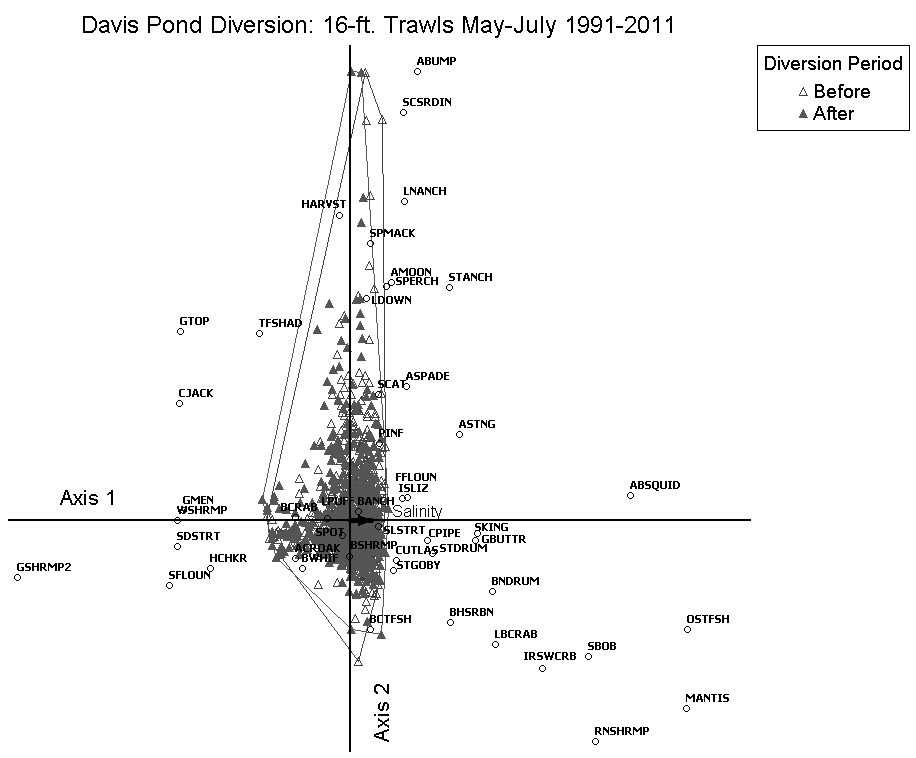 Davis Pond Diversion: 16-ft. Trawls May-July 1991-2011
Diversion Period
Before
After
ABUMP
SCSRDIN
LNANCH
HARVST
SPMACK
AMOON
SPERCH
STANCH
LDOWN
GTOP
TFSHAD
SCAT
ASPADE
CJACK
PINF
ASTNG
FFLOUN
ISLIZ
ABSQUID
Axis 1
GMEN
WSHRMP
BCRAB
LPUFF
BANCH
Salinity
SPOT
SLSTRT
CPIPE
SKING
GBUTTR
SDSTRT
ACROAK
BSHRMP
CUTLAS
STDRUM
HCHKR
BWHIF
STGOBY
GSHRMP2
SFLOUN
BNDRUM
BCTFSH
BHSRBN
OSTFSH
LBCRAB
SBOB
IRSWCRB
MANTIS
RNSHRMP
Axis 2